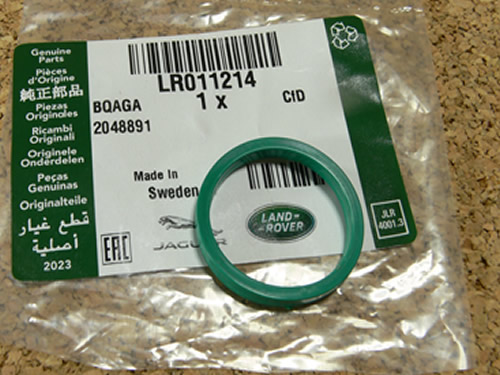 Genuine
Parts
Pièces
d'Origine
純正部品
Piezas
Originales
Ricambi
Originali
Originele
Onderdelen
Peças
Genuinas
Originalteile
قطع غيار
أصلية
2023
LR011214
BQAGA
1 x
CID
2048891
Made In
Sweden
EAC
JAGUAR
LAND-
-ROVER
JLR
4001.3